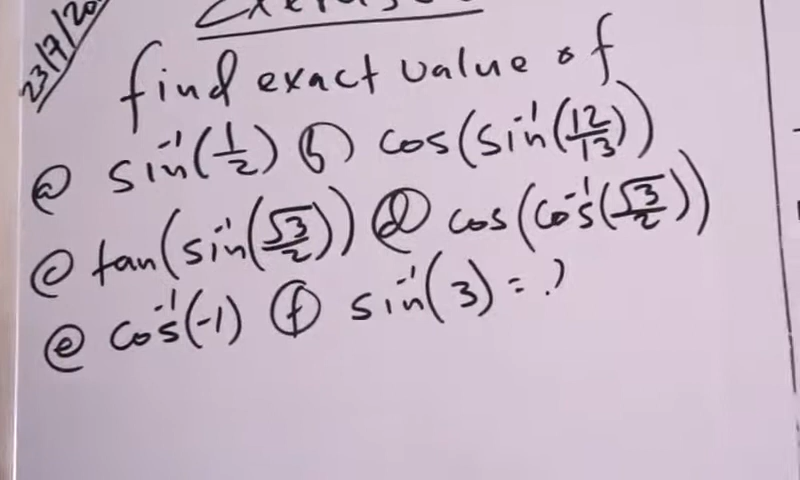 23/7/20
find exact value of
ⓐ sin⁻¹(1/2) ⓑ cos(sin⁻¹(12/13))
ⓒ tan(sin⁻¹(√3/2)) ⓓ cos(cos⁻¹(√3/2))
ⓔ cos⁻¹(-1) ⓕ sin⁻¹(3) = ?